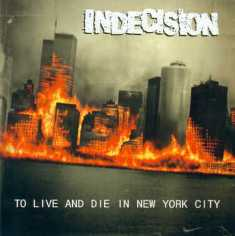 INDECISION
TO LIVE AND DIE IN NEW YORK CITY